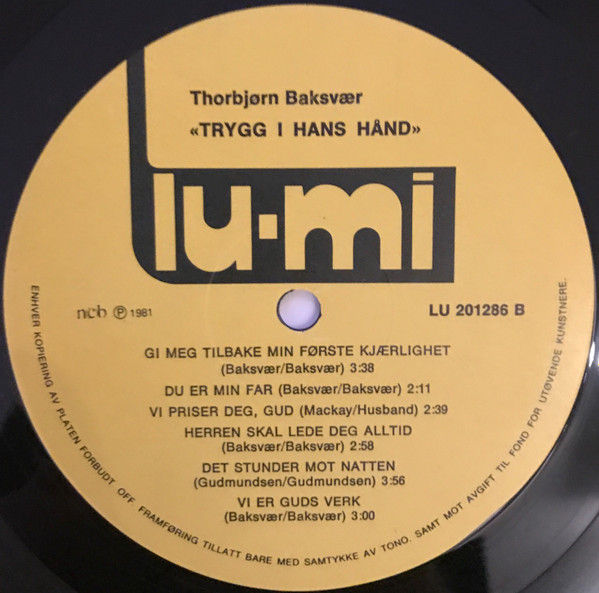 Thorbjørn Baksvær
«TRYGG I HANS HÅND»
lu-mi
ncb Ⓟ 1981
LU 201286 B
GI MEG TILBAKE MIN FØRSTE KJÆRLIGHET
(Baksvær/Baksvær) 3:38
DU ER MIN FAR (Baksvær/Baksvær) 2:11
VI PRISER DEG, GUD (Mackay/Husband) 2:39
HERREN SKAL LEDE DEG ALLTID
(Baksvær/Baksvær) 2:58
DET STUNDER MOT NATTEN
(Gudmundsen/Gudmundsen) 3:56
VI ER GUDS VERK
(Baksvær/Baksvær) 3:00
ENHVER KOPIERING AV PLATEN FORBUDT OFF. FRAMFØRING TILLATT BARE MED SAMTYKKE AV TONO. SAMT MOT AVGIFT TIL FOND FOR UTØVENDE KUNSTNERE.